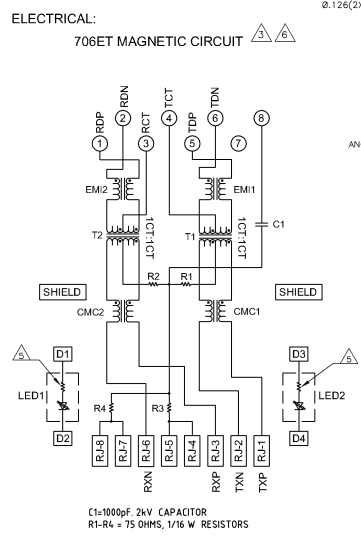 0.126(2)
ELECTRICAL:
706ET MAGNETIC CIRCUIT 3 6
RDP RDN RCT TCT TDP TDN
1 2 3 4 5 6 7 8
AN
EMI2 EMI1
T2 1CT:1CT T1 1CT:1CT C1
R2 R1
SHIELD SHIELD
CMC2 CMC1
5 D1 D3 5
LED1 LED2
R4 R3
D2 D4
RJ-8 RJ-7 RJ-6 RJ-5 RJ-4 RJ-3 RJ-2 RJ-1
RXN RXP TXN TXP
C1=1000pF. 2kV CAPACITOR
R1-R4 = 75 OHMS, 1/16 W RESISTORS